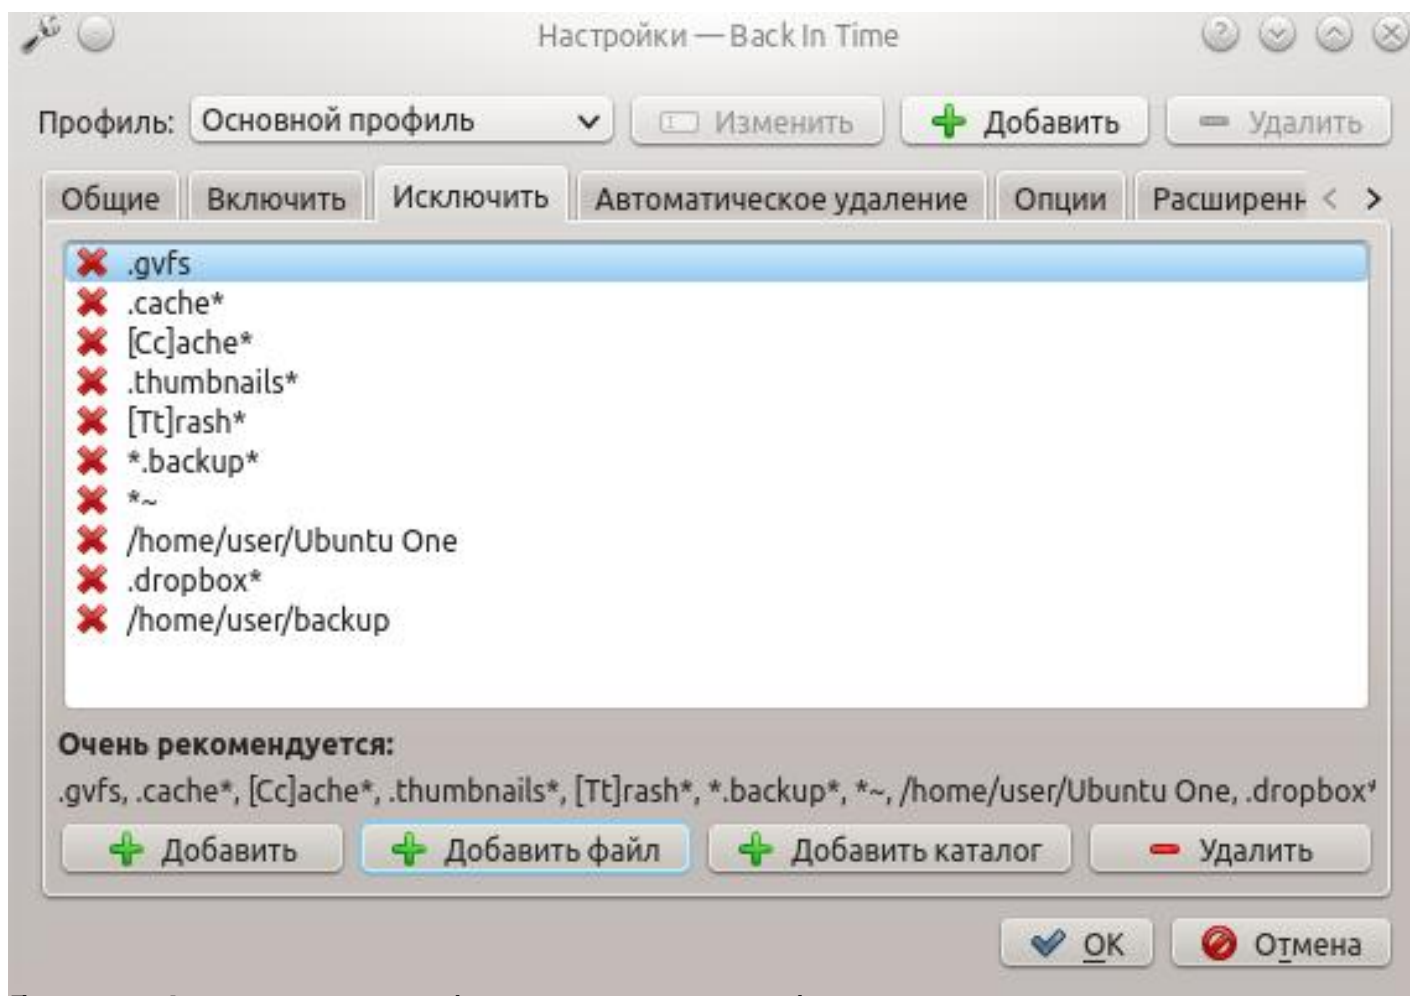 Настройки — Back In Time
Профиль: Основной профиль Изменить Добавить Удалить
Общие Включить Исключить Автоматическое удаление Опции Расширенн
.gvfs
.cache*
[Cc]ache*
.thumbnails*
[Tt]rash*
*.backup*
*~
/home/user/Ubuntu One
.dropbox*
/home/user/backup
Очень рекомендуется:
.gvfs, .cache*, [Cc]ache*, .thumbnails*, [Tt]rash*, *.backup*, *~, /home/user/Ubuntu One, .dropbox*
Добавить Добавить файл Добавить каталог Удалить
OK Отмена